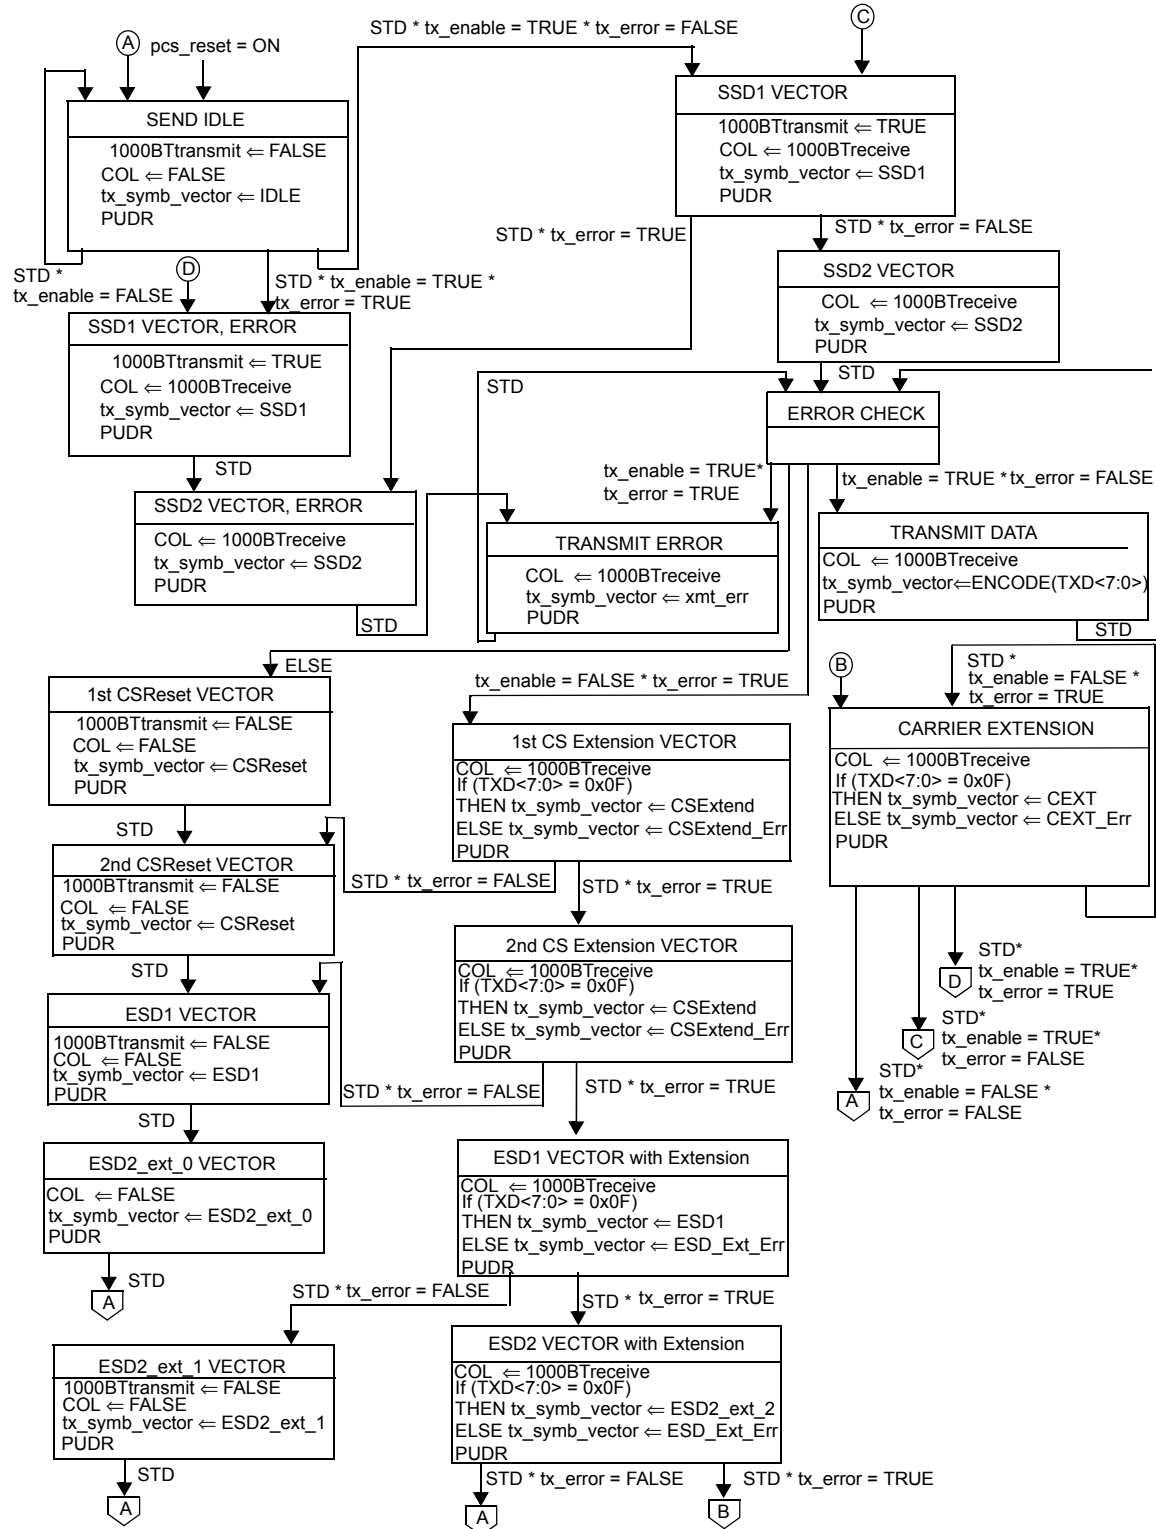 STD * tx_enable = TRUE * tx_error = FALSE
C
A
pcs_reset = ON
SEND IDLE
1000BTtransmit ⇐ FALSE
COL ⇐ FALSE
tx_symb_vector ⇐ IDLE
PUDR
SSD1 VECTOR
1000BTtransmit ⇐ TRUE
COL ⇐ 1000BTreceive
tx_symb_vector ⇐ SSD1
PUDR
STD * tx_error = TRUE
STD * tx_error = FALSE
STD *
tx_enable = FALSE
D
STD * tx_enable = TRUE *
tx_error = TRUE
SSD2 VECTOR
COL ⇐ 1000BTreceive
tx_symb_vector ⇐ SSD2
PUDR
SSD1 VECTOR, ERROR
1000BTtransmit ⇐ TRUE
COL ⇐ 1000BTreceive
tx_symb_vector ⇐ SSD1
PUDR
STD
STD
STD
ERROR CHECK
tx_enable = TRUE*
tx_error = TRUE
tx_enable = TRUE * tx_error = FALSE
SSD2 VECTOR, ERROR
COL ⇐ 1000BTreceive
tx_symb_vector ⇐ SSD2
PUDR
STD
TRANSMIT ERROR
COL ⇐ 1000BTreceive
tx_symb_vector ⇐ xmt_err
PUDR
TRANSMIT DATA
COL ⇐ 1000BTreceive
tx_symb_vector⇐ENCODE(TXD<7:0>)
PUDR
STD
ELSE
tx_enable = FALSE * tx_error = TRUE
B
STD *
tx_enable = FALSE *
tx_error = TRUE
1st CSReset VECTOR
1000BTtransmit ⇐ FALSE
COL ⇐ FALSE
tx_symb_vector ⇐ CSReset
PUDR
STD
1st CS Extension VECTOR
COL ⇐ 1000BTreceive
If (TXD<7:0> = 0x0F)
THEN tx_symb_vector ⇐ CSExtend
ELSE tx_symb_vector ⇐ CSExtend_Err
PUDR
CARRIER EXTENSION
COL ⇐ 1000BTreceive
If (TXD<7:0> = 0x0F)
THEN tx_symb_vector ⇐ CEXT
ELSE tx_symb_vector ⇐ CEXT_Err
PUDR
2nd CSReset VECTOR
1000BTtransmit ⇐ FALSE
COL ⇐ FALSE
tx_symb_vector ⇐ CSReset
PUDR
STD * tx_error = FALSE
STD * tx_error = TRUE
STD
2nd CS Extension VECTOR
COL ⇐ 1000BTreceive
If (TXD<7:0> = 0x0F)
THEN tx_symb_vector ⇐ CSExtend
ELSE tx_symb_vector ⇐ CSExtend_Err
PUDR
D
STD*
tx_enable = TRUE*
tx_error = TRUE
C
STD*
tx_enable = TRUE*
tx_error = FALSE
A
STD*
tx_enable = FALSE *
tx_error = FALSE
ESD1 VECTOR
1000BTtransmit ⇐ FALSE
COL ⇐ FALSE
tx_symb_vector ⇐ ESD1
PUDR
STD * tx_error = FALSE
STD * tx_error = TRUE
STD
ESD2_ext_0 VECTOR
COL ⇐ FALSE
tx_symb_vector ⇐ ESD2_ext_0
PUDR
STD
A
ESD1 VECTOR with Extension
COL ⇐ 1000BTreceive
If (TXD<7:0> = 0x0F)
THEN tx_symb_vector ⇐ ESD1
ELSE tx_symb_vector ⇐ ESD_Ext_Err
PUDR
STD * tx_error = FALSE
STD * tx_error = TRUE
ESD2_ext_1 VECTOR
1000BTtransmit ⇐ FALSE
COL ⇐ FALSE
tx_symb_vector ⇐ ESD2_ext_1
PUDR
STD
A
ESD2 VECTOR with Extension
COL ⇐ 1000BTreceive
If (TXD<7:0> = 0x0F)
THEN tx_symb_vector ⇐ ESD2_ext_2
ELSE tx_symb_vector ⇐ ESD_Ext_Err
PUDR
STD * tx_error = FALSE
STD * tx_error = TRUE
A
B